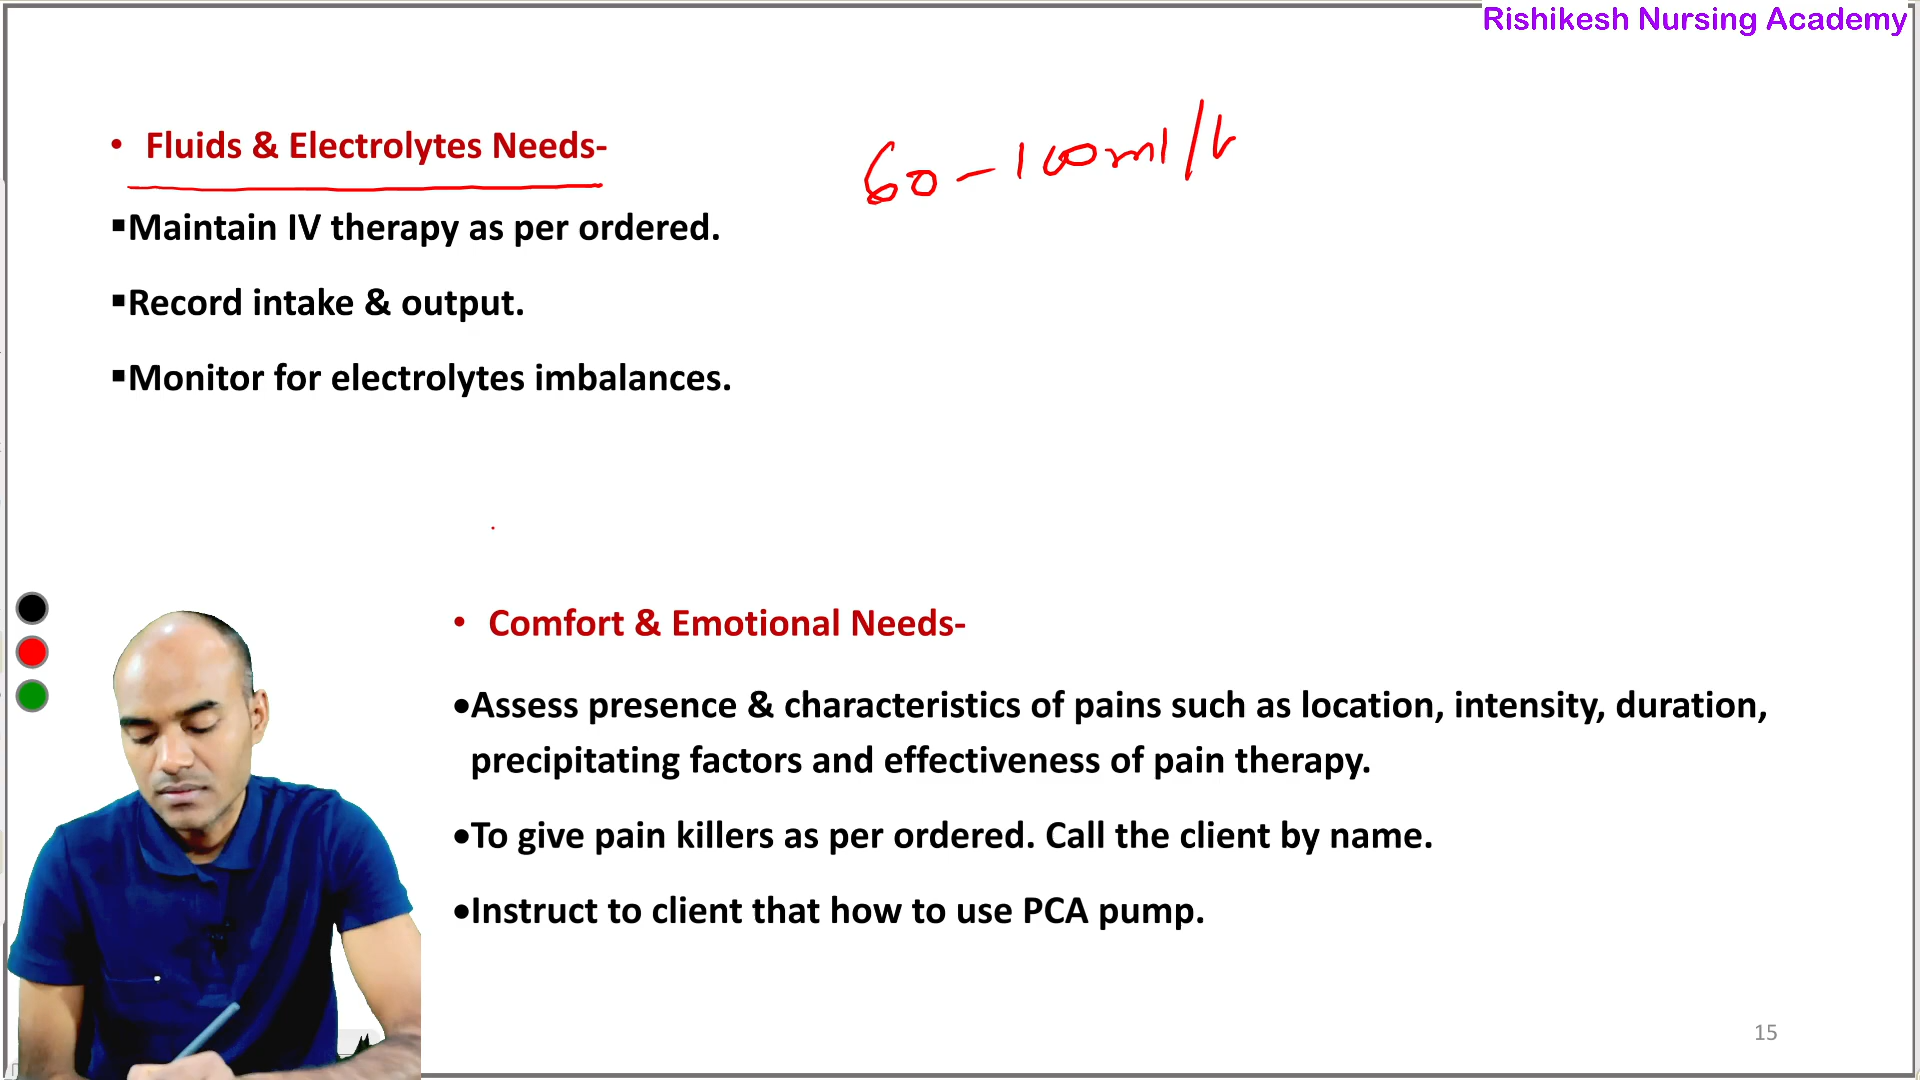 Rishikesh Nursing Academy
• Fluids & Electrolytes Needs-
60-100ml/h
▪Maintain IV therapy as per ordered.
▪Record intake & output.
▪Monitor for electrolytes imbalances.
• Comfort & Emotional Needs-
•Assess presence & characteristics of pains such as location, intensity, duration,
precipitating factors and effectiveness of pain therapy.
•To give pain killers as per ordered. Call the client by name.
•Instruct to client that how to use PCA pump.
15